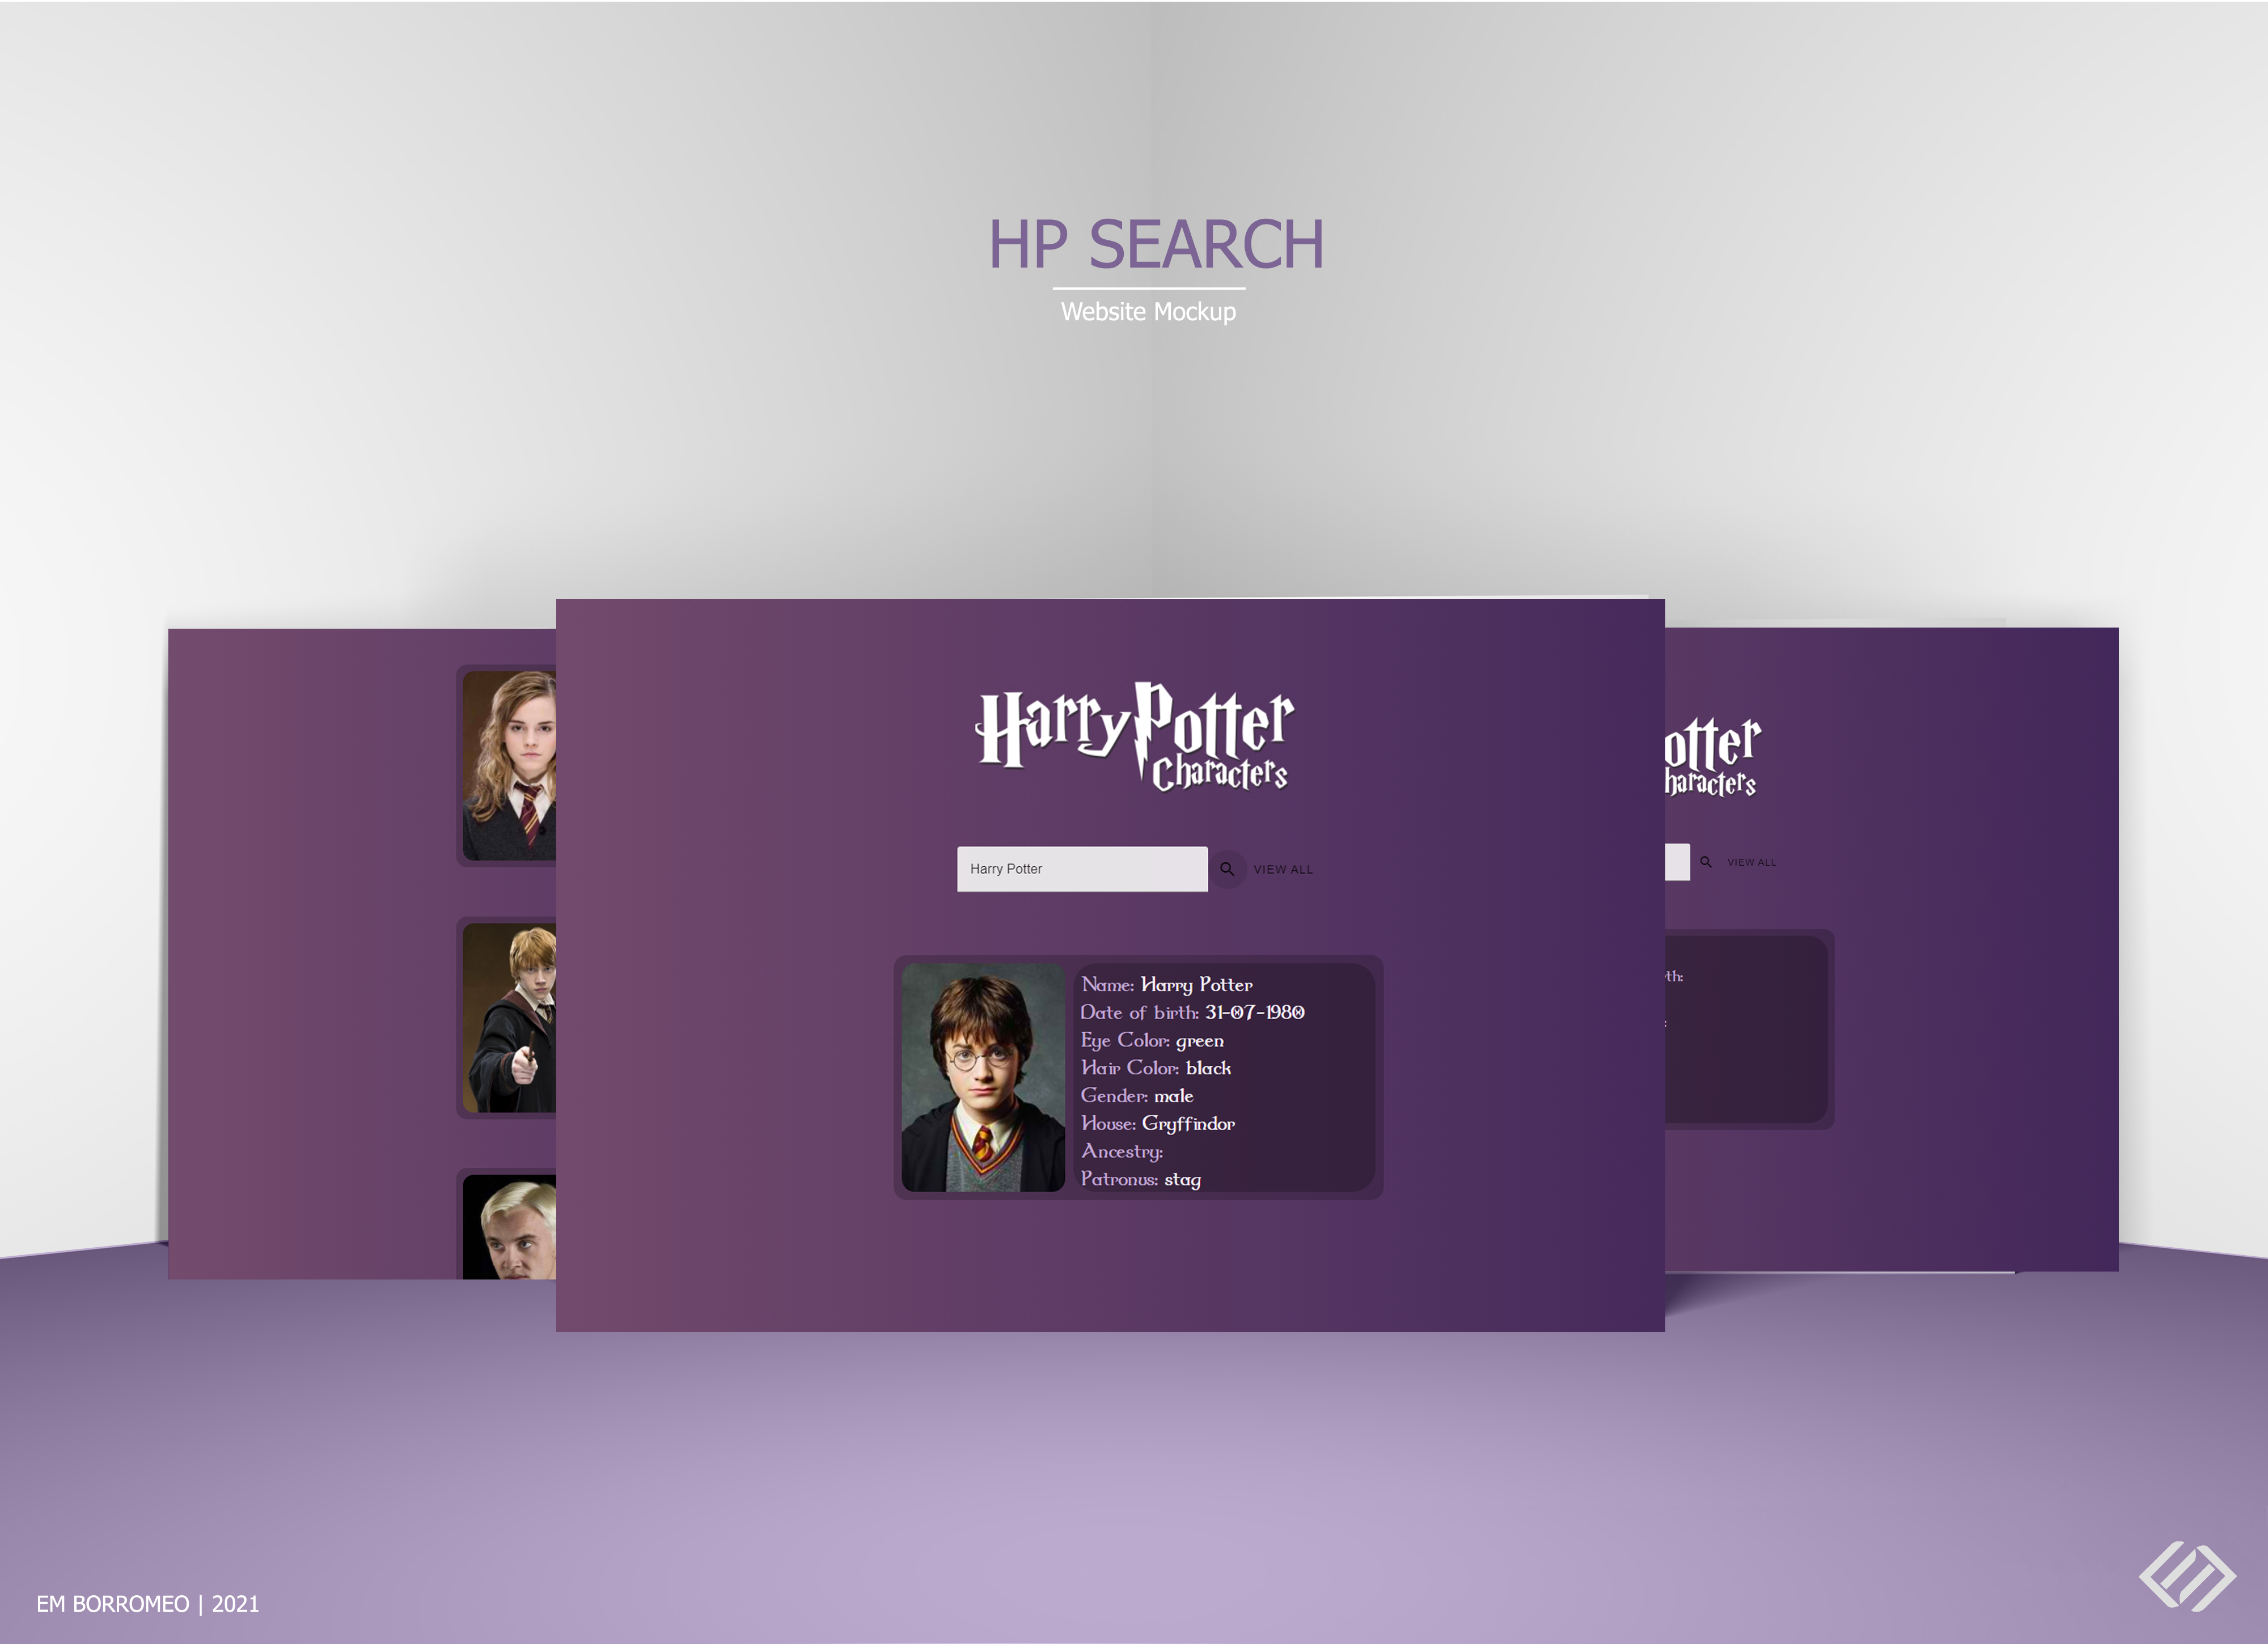 HP SEARCH
Website Mockup
Harry Potter
Characters
Harry Potter
VIEW ALL
Name: Harry Potter
Date of birth: 31-07-1980
Eye Color: green
Hair Color: black
Gender: male
House: Gryffindor
Ancestry:
Patronus: stag
otter
haracters
VIEW ALL
th:
:
EM BORROMEO | 2021